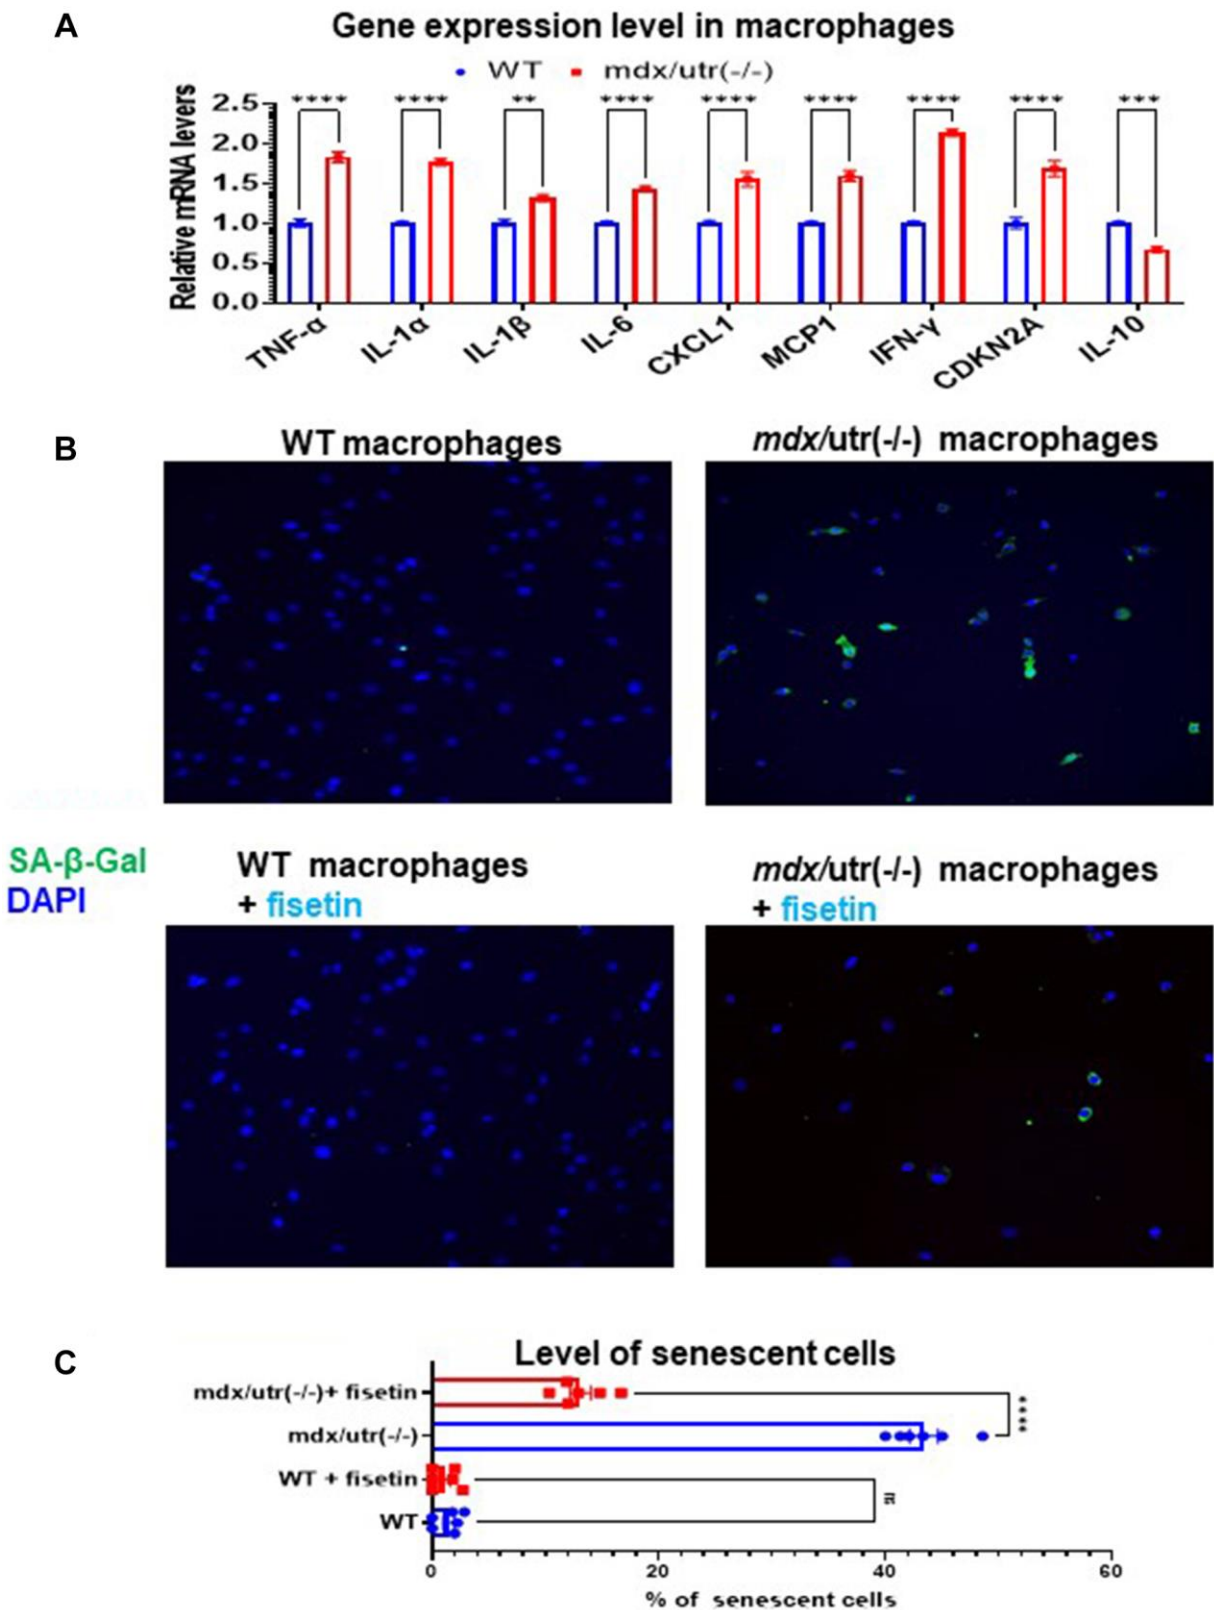 A
Gene expression level in macrophages
WT mdx/utr(-/-)
Relative mRNA levers
2.5
2.0
1.5
1.0
0.5
0.0
**** **** ** **** **** **** **** **** ***
TNF-α IL-1α IL-1β IL-6 CXCL1 MCP1 IFN-γ CDKN2A IL-10
B
WT macrophages
mdx/utr(-/-) macrophages
SA-β-Gal
DAPI
WT macrophages
+ fisetin
mdx/utr(-/-) macrophages
+ fisetin
C
Level of senescent cells
mdx/utr(-/-)+ fisetin
mdx/utr(-/-)
WT + fisetin
WT
****
ns
0 20 40 60
% of senescent cells